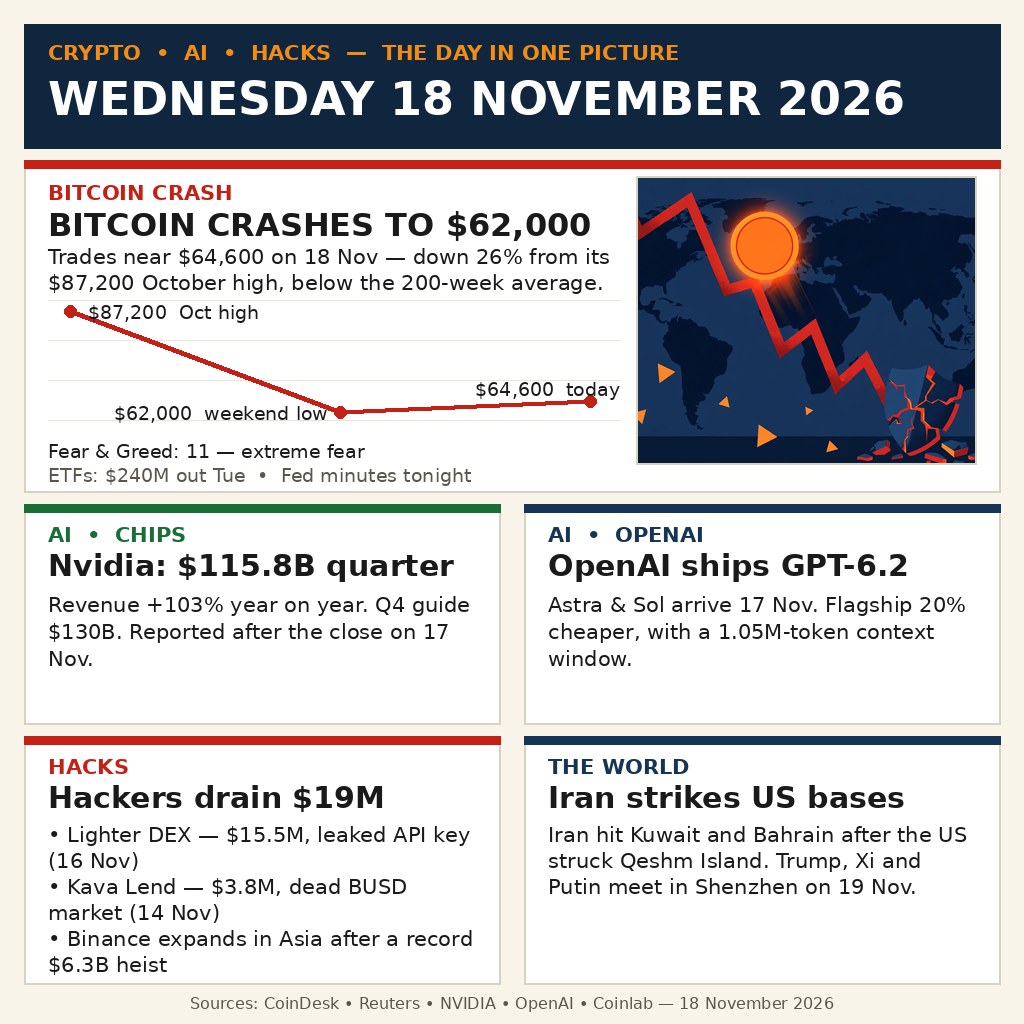 CRYPTO • AI • HACKS — THE DAY IN ONE PICTURE
WEDNESDAY 18 NOVEMBER 2026
BITCOIN CRASH
BITCOIN CRASHES TO $62,000
Trades near $64,600 on 18 Nov — down 26% from its
$87,200 October high, below the 200-week average.
$87,200 Oct high
$64,600 today
$62,000 weekend low
Fear & Greed: 11 — extreme fear
ETFs: $240M out Tue • Fed minutes tonight
AI • CHIPS
Nvidia: $115.8B quarter
Revenue +103% year on year. Q4 guide
$130B. Reported after the close on 17
Nov.
AI • OPENAI
OpenAI ships GPT-6.2
Astra & Sol arrive 17 Nov. Flagship 20%
cheaper, with a 1.05M-token context
window.
HACKS
Hackers drain $19M
• Lighter DEX — $15.5M, leaked API key
(16 Nov)
• Kava Lend — $3.8M, dead BUSD
market (14 Nov)
• Binance expands in Asia after a record
$6.3B heist
THE WORLD
Iran strikes US bases
Iran hit Kuwait and Bahrain after the US
struck Qeshm Island. Trump, Xi and
Putin meet in Shenzhen on 19 Nov.
Sources: CoinDesk • Reuters • NVIDIA • OpenAI • Coinlab — 18 November 2026